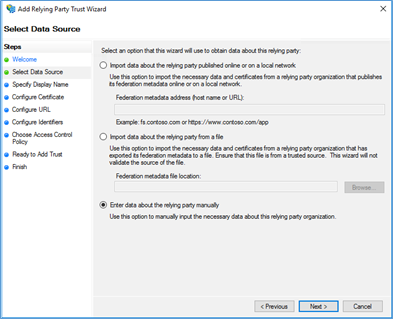 Add Relying Party Trust Wizard
Select Data Source
Steps
Welcome
Select Data Source
Specify Display Name
Configure Certificate
Configure URL
Configure Identifiers
Choose Access Control
Policy
Ready to Add Trust
Finish
Select an option that this wizard will use to obtain data about this relying party:
Import data about the relying party published online or on a local network
Use this option to import the necessary data and certificates from a relying party organization that publishes
its federation metadata online or on a local network.
Federation metadata address (host name or URL):
Example: fs.contoso.com or https://www.contoso.com/app
Import data about the relying party from a file
Use this option to import the necessary data and certificates from a relying party organization that has
exported its federation metadata to a file. Ensure that this file is from a trusted source. This wizard will not
validate the source of the file.
Federation metadata file location:
Browse...
Enter data about the relying party manually
Use this option to manually input the necessary data about this relying party organization.
< Previous
Next >
Cancel